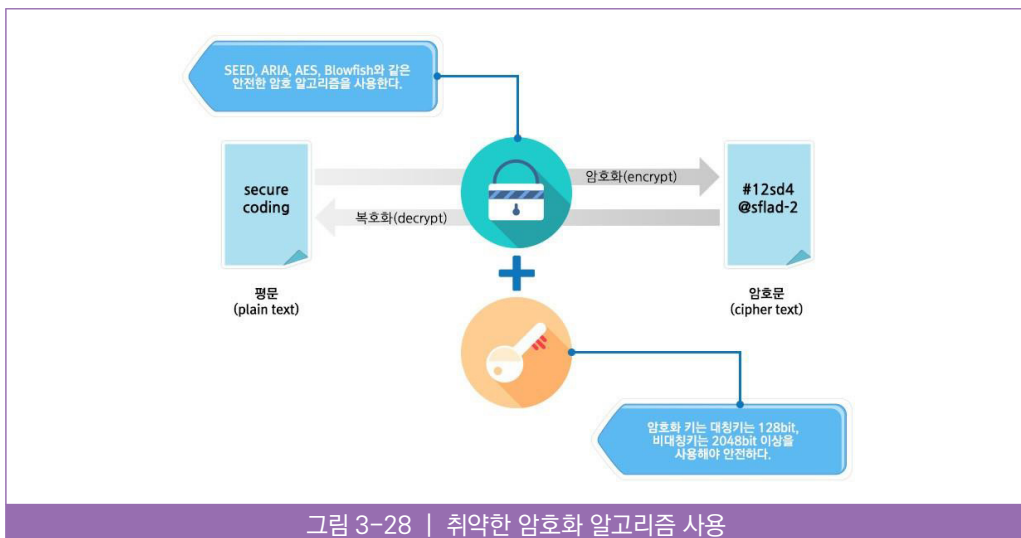 SEED, ARIA, AES, Blowfish와 같은
안전한 암호 알고리즘을 사용한다.
secure
coding
암호화(encrypt)
복호화(decrypt)
#12sd4
@sflad-2
평문
(plain text)
암호문
(cipher text)
암호화 키는 대칭키는 128bit,
비대칭키는 2048bit 이상을
사용해야 안전하다.
그림 3-28 | 취약한 암호화 알고리즘 사용